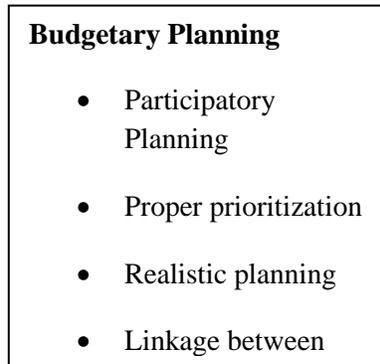 Budgetary Planning
• Participatory
Planning
• Proper prioritization
• Realistic planning
• Linkage between